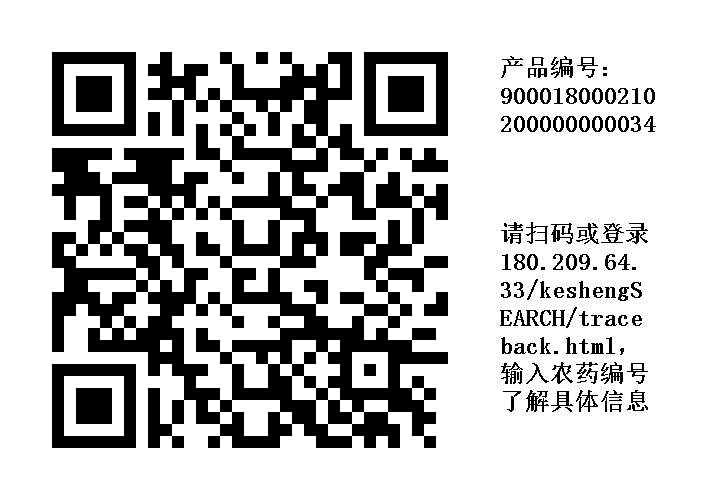 产品编号：
900018000210
200000000034
请扫码或登录
180.209.64.
33/keshengS
EARCH/trace
back.html，
输入农药编号
了解具体信息